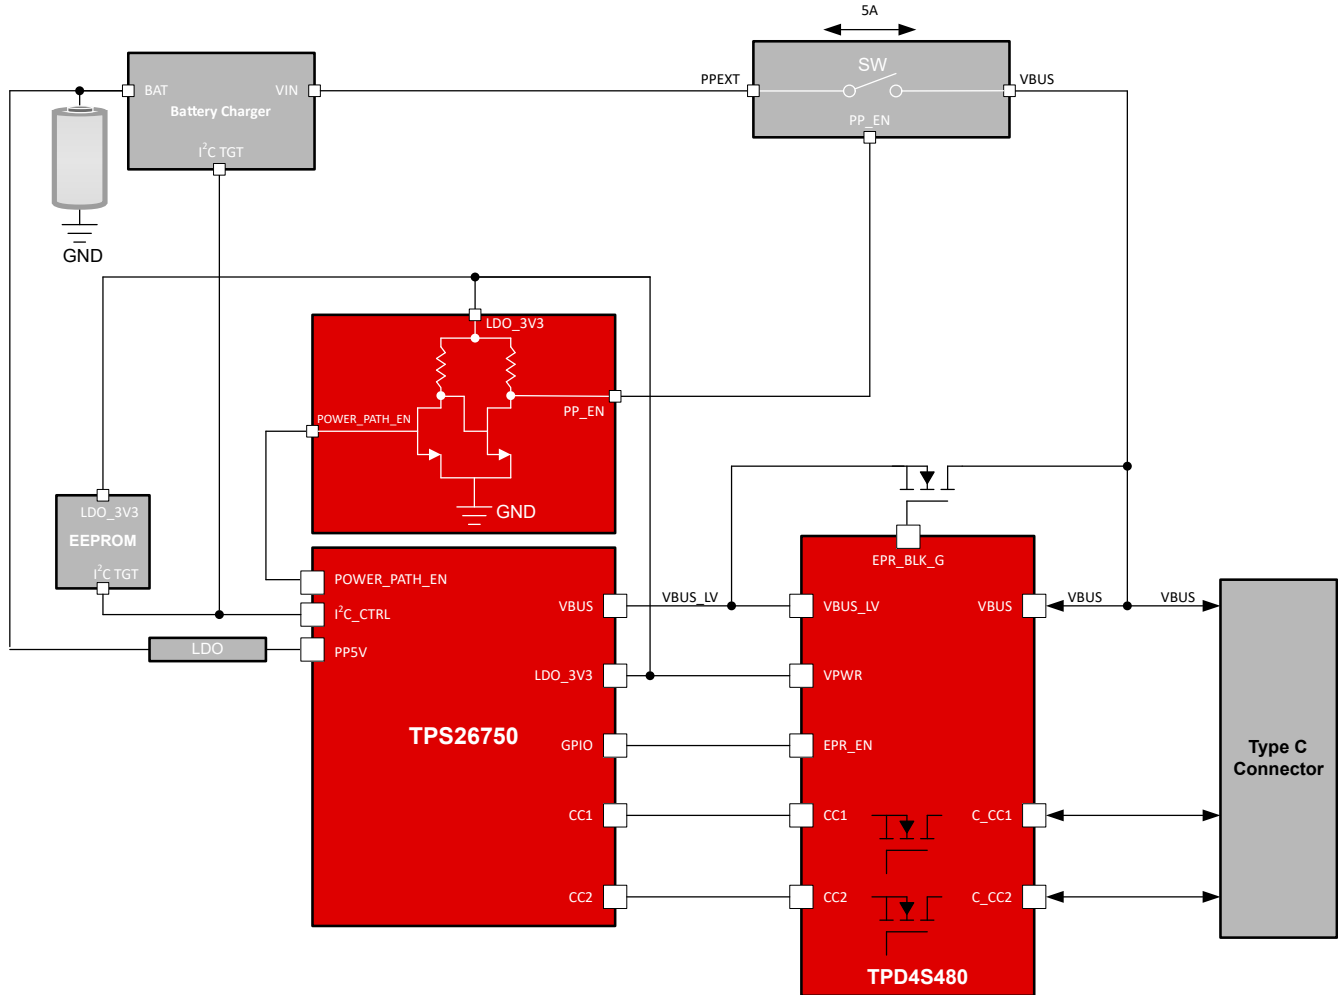 5A
SW
PPEXT
VBUS
PP_EN
BAT
VIN
Battery Charger
I²C TGT
GND
LDO_3V3
POWER_PATH_EN
PP_EN
GND
LDO_3V3
EEPROM
I²C TGT
LDO
POWER_PATH_EN
I²C_CTRL
PP5V
VBUS
LDO_3V3
GPIO
CC1
CC2
TPS26750
VBUS_LV
EPR_BLK_G
VBUS_LV
VBUS
VPWR
EPR_EN
CC1
C_CC1
CC2
C_CC2
TPD4S480
VBUS
VBUS
Type C
Connector